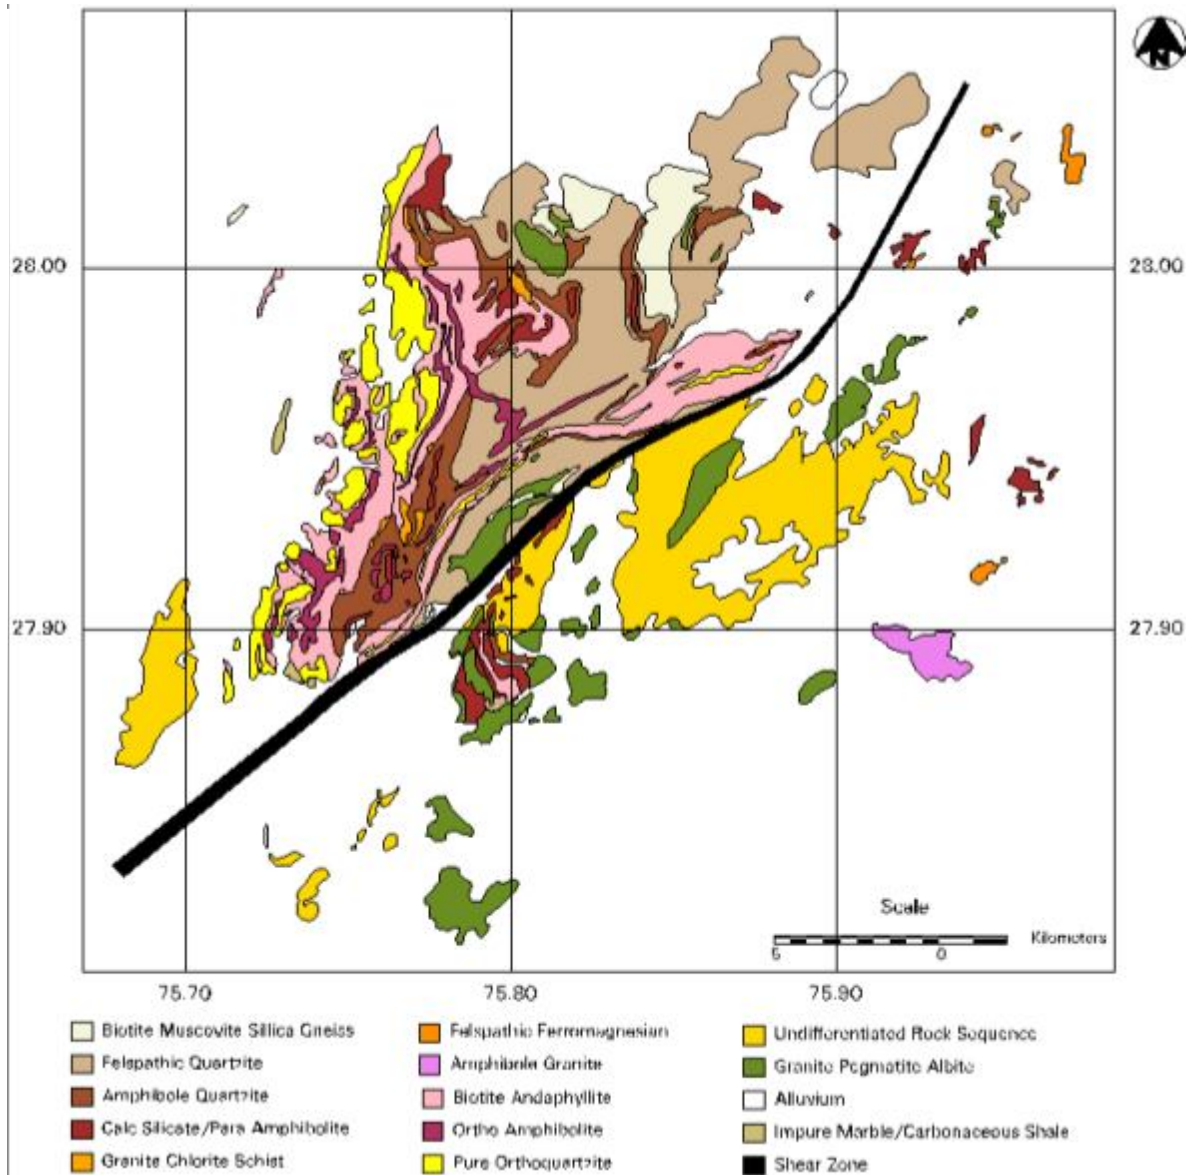 N
28.00 28.00
27.90 27.90
Scale
Kilometers
5 0
75.70 75.80 75.90
Biotite Muscovite Sillica Gneiss
Felspathic Quartzite
Amphibole Quartzite
Calc Silicate/Para Amphibolite
Granite Chlorite Schist
Felspathic Ferromagnesian
Amphibole Granite
Biotite Andaphyllite
Ortho Amphibolite
Pure Orthoquartzite
Undifferentiated Rock Sequence
Granite Pegmatite Albite
Alluvium
Impure Marble/Carbonaceous Shale
Shear Zone